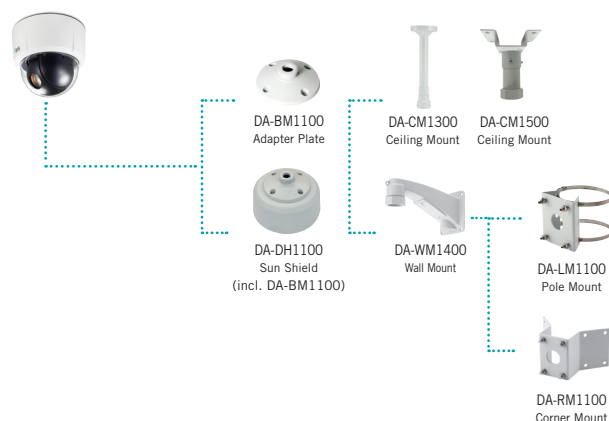 DA-BM1100
Adapter Plate
DA-CM1300
Ceiling Mount
DA-CM1500
Ceiling Mount
DA-DH1100
Sun Shield
(incl. DA-BM1100)
DA-WM1400
Wall Mount
DA-LM1100
Pole Mount
DA-RM1100
Corner Mount